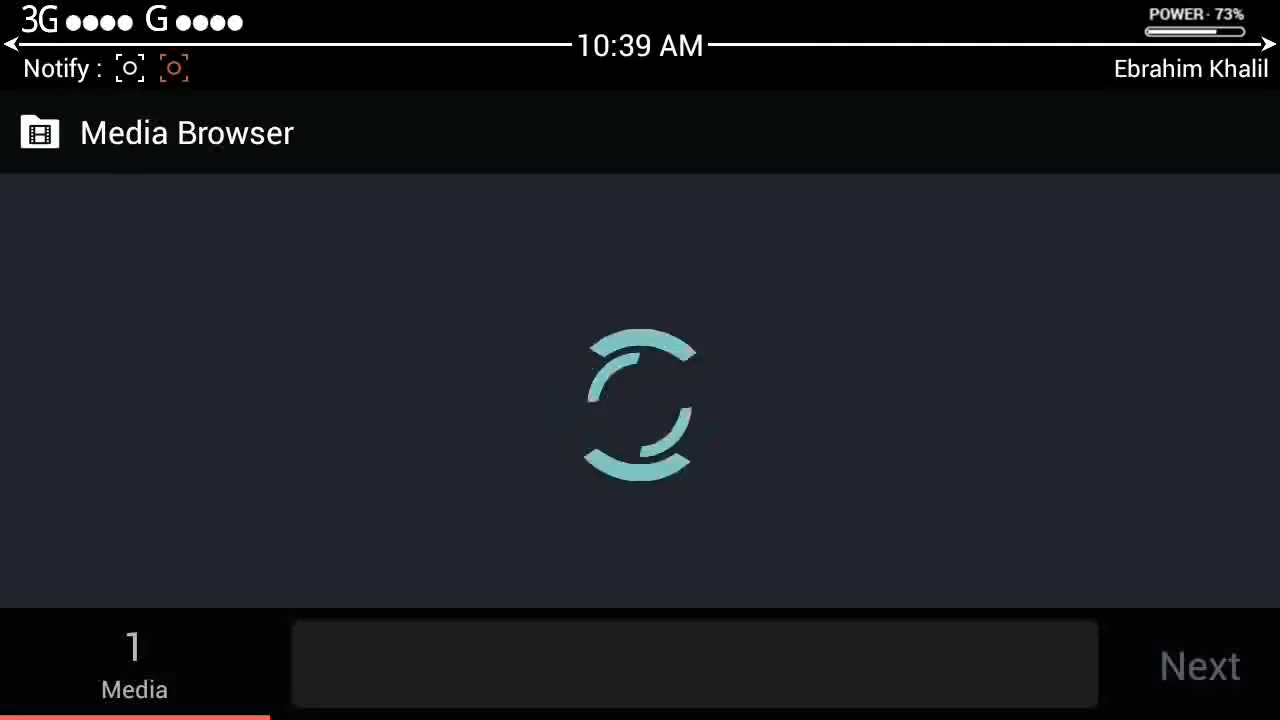 3G G
POWER - 73%
10:39 AM
Notify :
Ebrahim Khalil
Media Browser
1
Media
Next